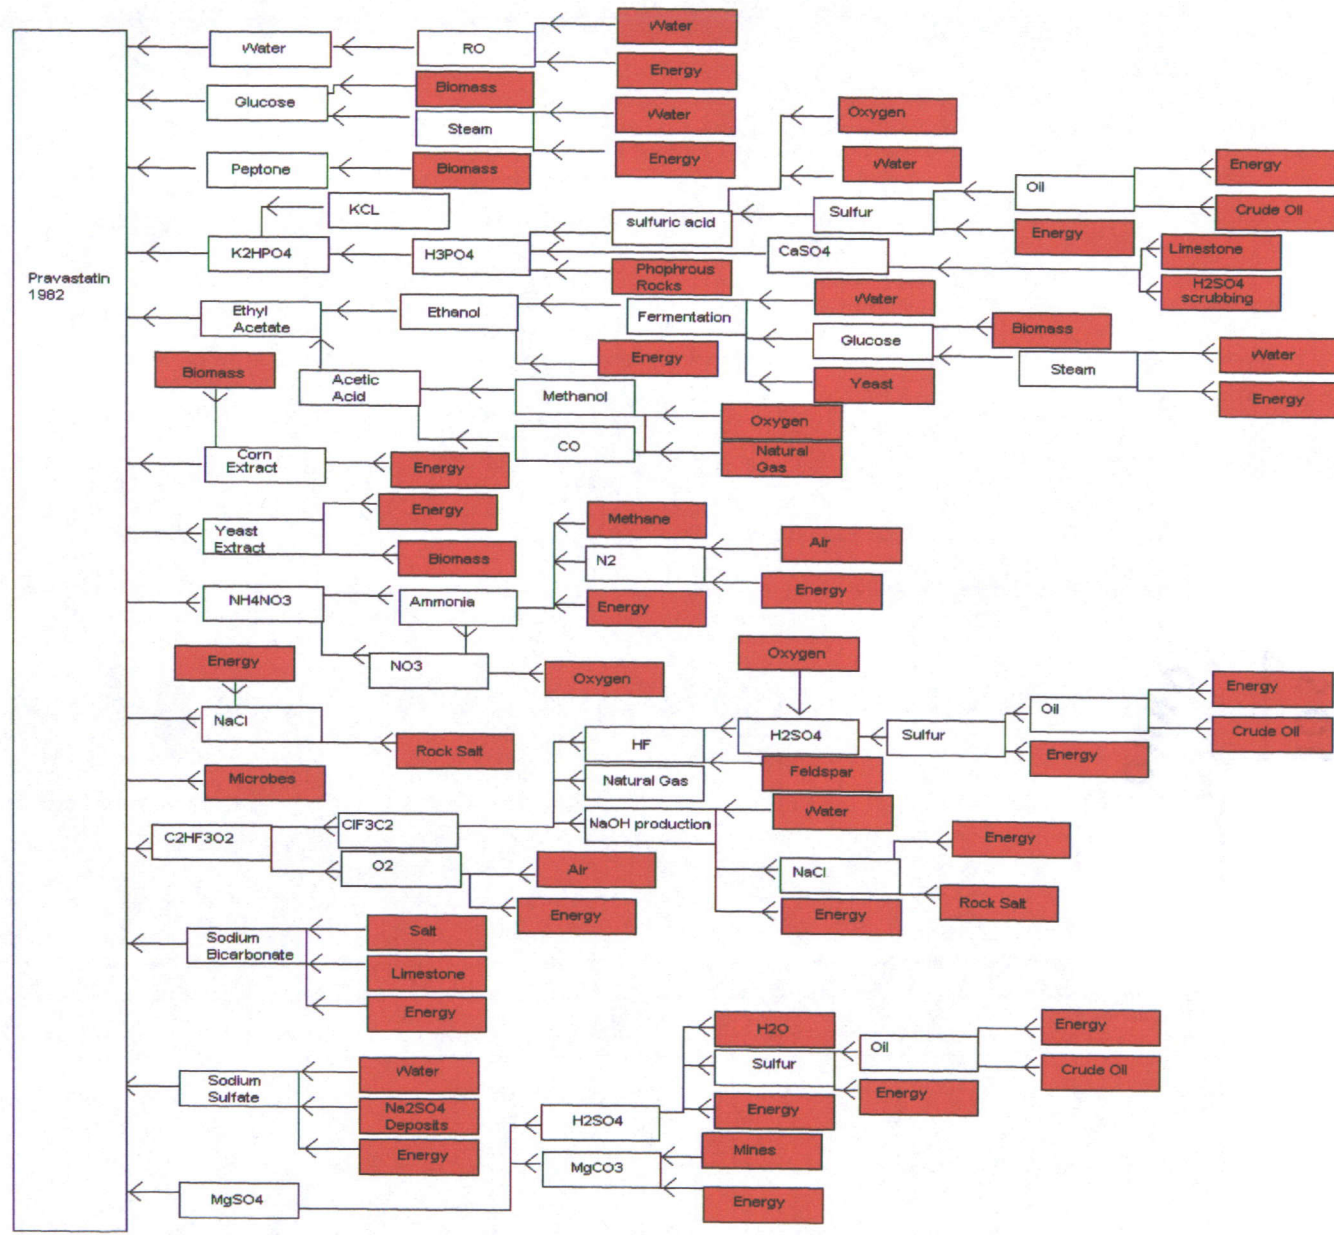 Water
RO
Water
Energy
Glucose
Biomass
Steam
Water
Energy
Oxygen
Peptone
Biomass
Water
Oil
Energy
Crude Oil
KCL
sulfuric acid
Sulfur
Energy
K2HPO4
H3PO4
CaSO4
Limestone
H2SO4
scrubbing
Phophrous
Rocks
Pravastatin
1982
Ethyl
Acetate
Ethanol
Fermentation
Water
Glucose
Biomass
Energy
Steam
Water
Yeast
Energy
Biomass
Acetic
Acid
Methanol
Oxygen
CO
Natural
Gas
Corn
Extract
Energy
Yeast
Extract
Energy
Biomass
Methane
N2
Air
Energy
Energy
NH4NO3
Ammonia
NO3
Oxygen
Energy
NaCl
Rock Salt
Oxygen
HF
H2SO4
Sulfur
Oil
Energy
Crude Oil
Energy
Feldspar
Microbes
Natural Gas
C2HF3O2
ClF3C2
NaOH production
Water
O2
Air
Energy
NaCl
Energy
Rock Salt
Energy
Sodium
Bicarbonate
Salt
Limestone
Energy
H2O
Sulfur
Oil
Energy
Crude Oil
Energy
Sodium
Sulfate
Water
Na2SO4
Deposits
Energy
H2SO4
Energy
MgCO3
Mines
Energy
MgSO4